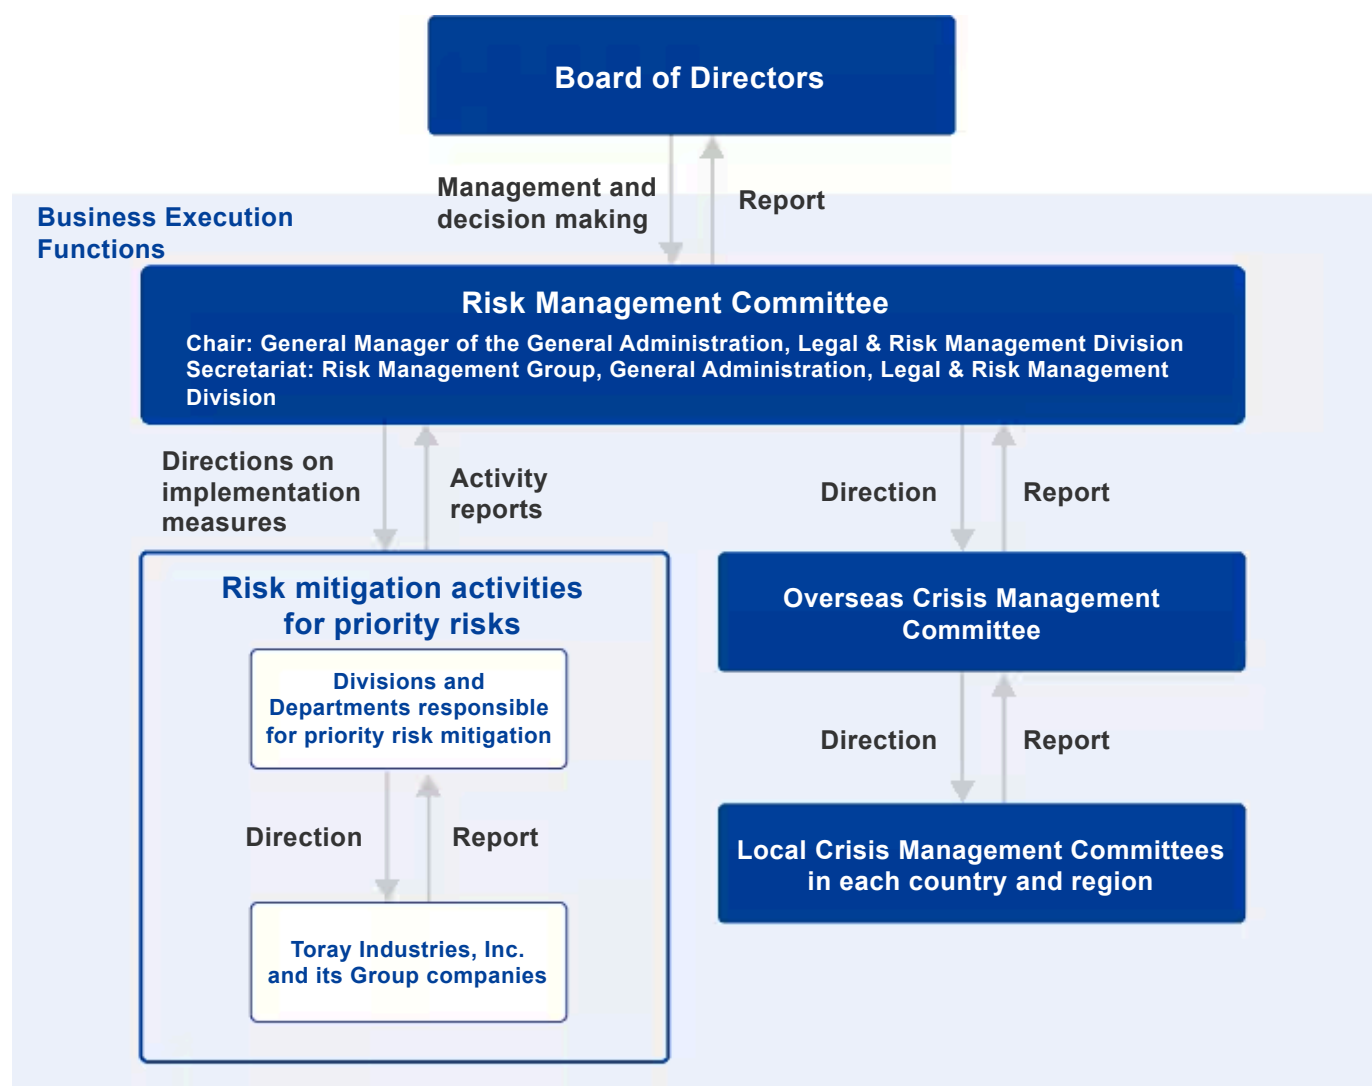 Board of Directors
Management and
decision making
Report
Business Execution
Functions
Risk Management Committee
Chair: General Manager of the General Administration, Legal & Risk Management Division
Secretariat: Risk Management Group, General Administration, Legal & Risk Management
Division
Directions on
implementation
measures
Activity
reports
Direction
Report
Risk mitigation activities
for priority risks
Divisions and
Departments responsible
for priority risk mitigation
Direction
Report
Toray Industries, Inc.
and its Group companies
Overseas Crisis Management
Committee
Direction
Report
Local Crisis Management Committees
in each country and region